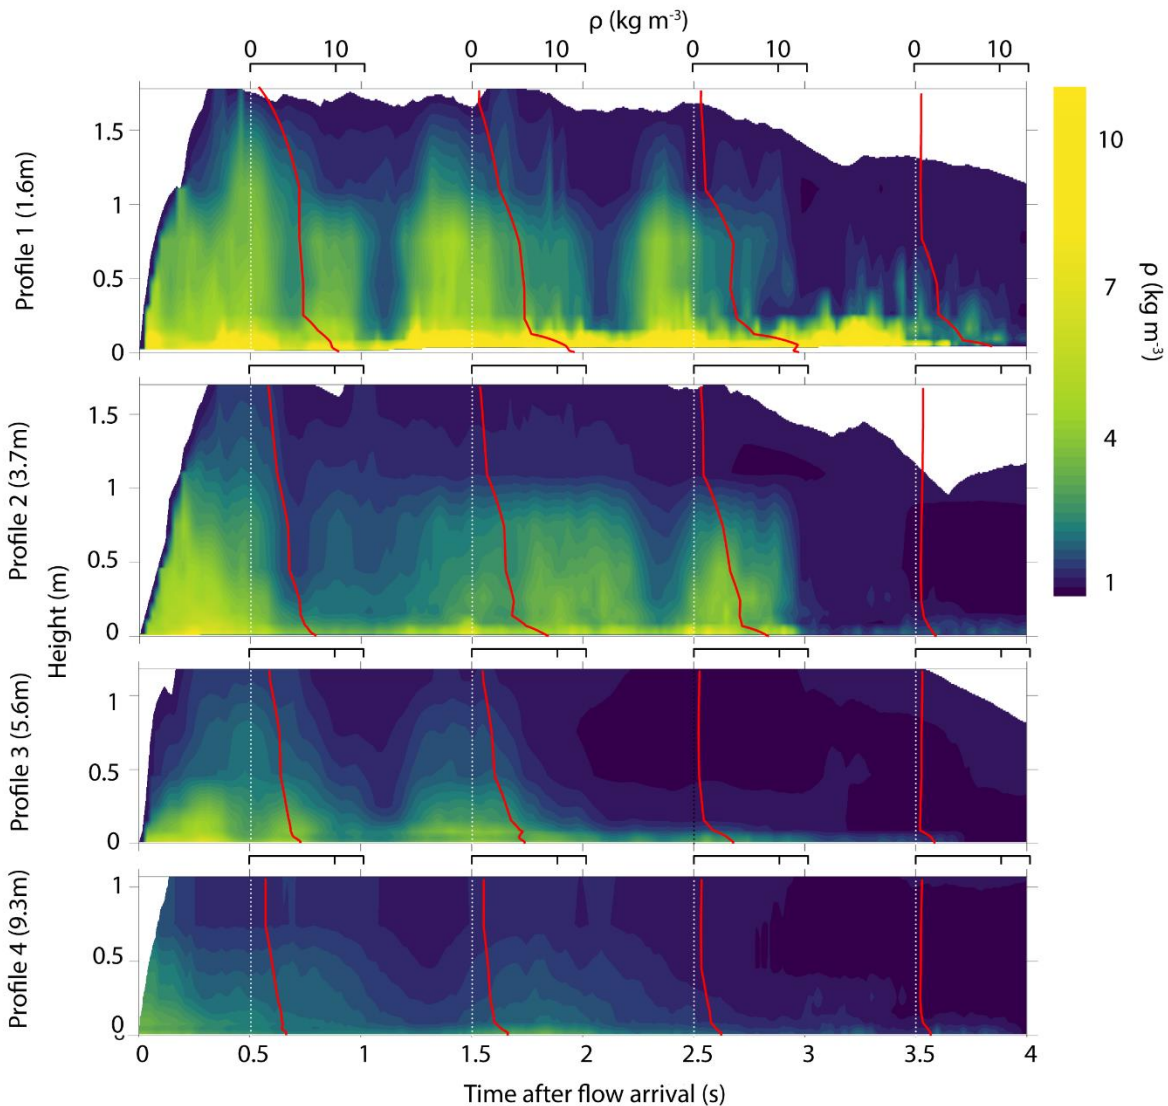 ρ (kg m-3)
0 10 0 10 0 10 0 10
Profile 1 (1.6m)
1.5
1
0.5
0
10
7
4
1
ρ (kg m-3)
Profile 2 (3.7m)
1.5
1
0.5
0
Height (m)
Profile 3 (5.6m)
1
0.5
0
Profile 4 (9.3m)
1
0.5
0
0 0.5 1 1.5 2 2.5 3 3.5 4
Time after flow arrival (s)